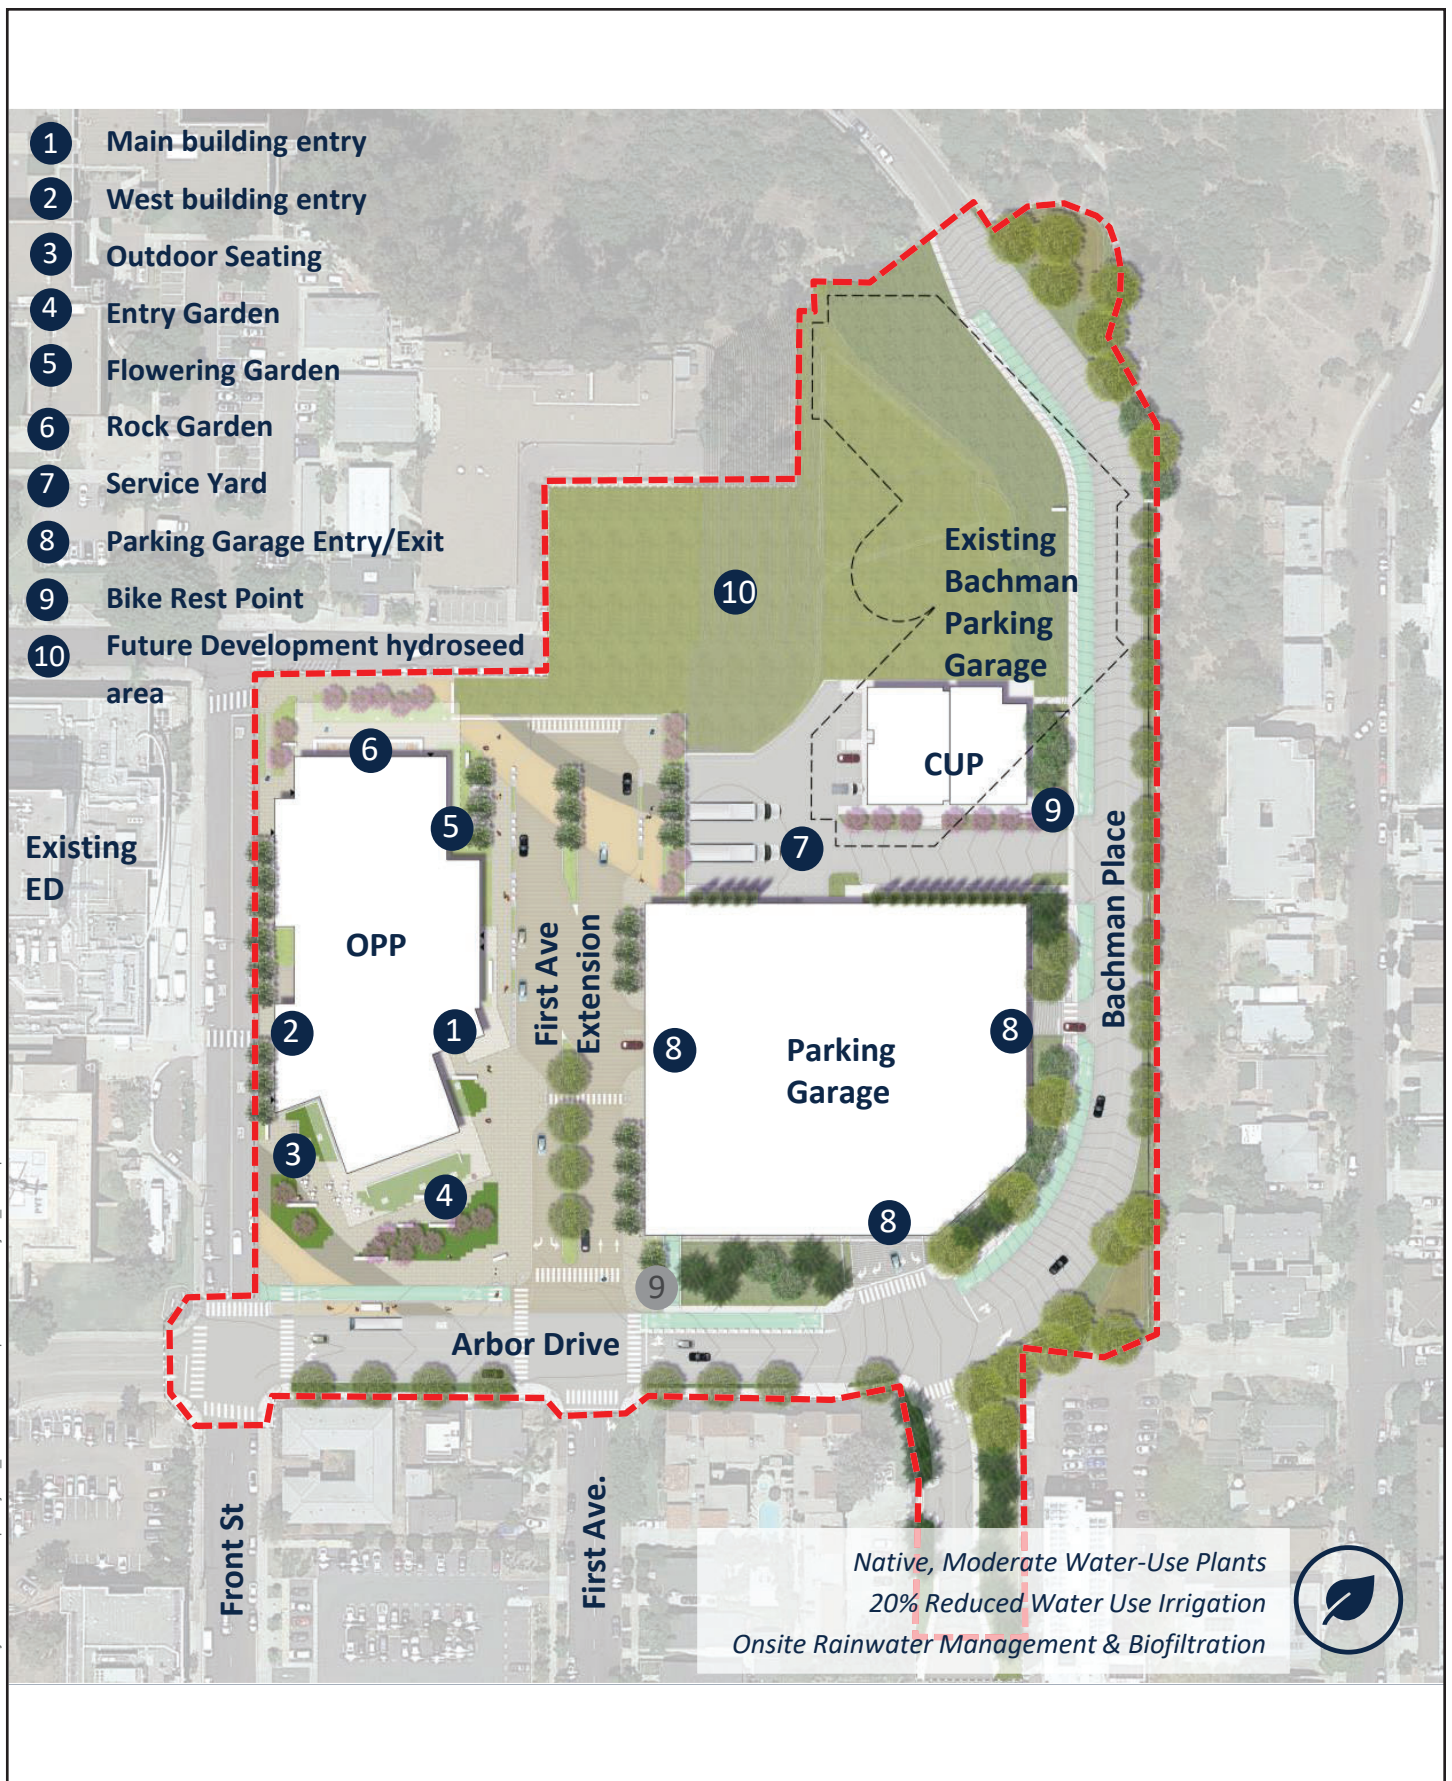 1 Main building entry
2 West building entry
3 Outdoor Seating
4 Entry Garden
5 Flowering Garden
6 Rock Garden
7 Service Yard
8 Parking Garage Entry/Exit
9 Bike Rest Point
10 Future Development hydroseed
area
10
Existing
Bachman
Parking
Garage
6
CUP
9
5
7
Existing
ED
OPP
First Ave
Extension
Bachman Place
2
1
8
Parking
Garage
8
3
4
8
9
Arbor Drive
Front St
First Ave.
Native, Moderate Water-Use Plants
20% Reduced Water Use Irrigation
Onsite Rainwater Management & Biofiltration